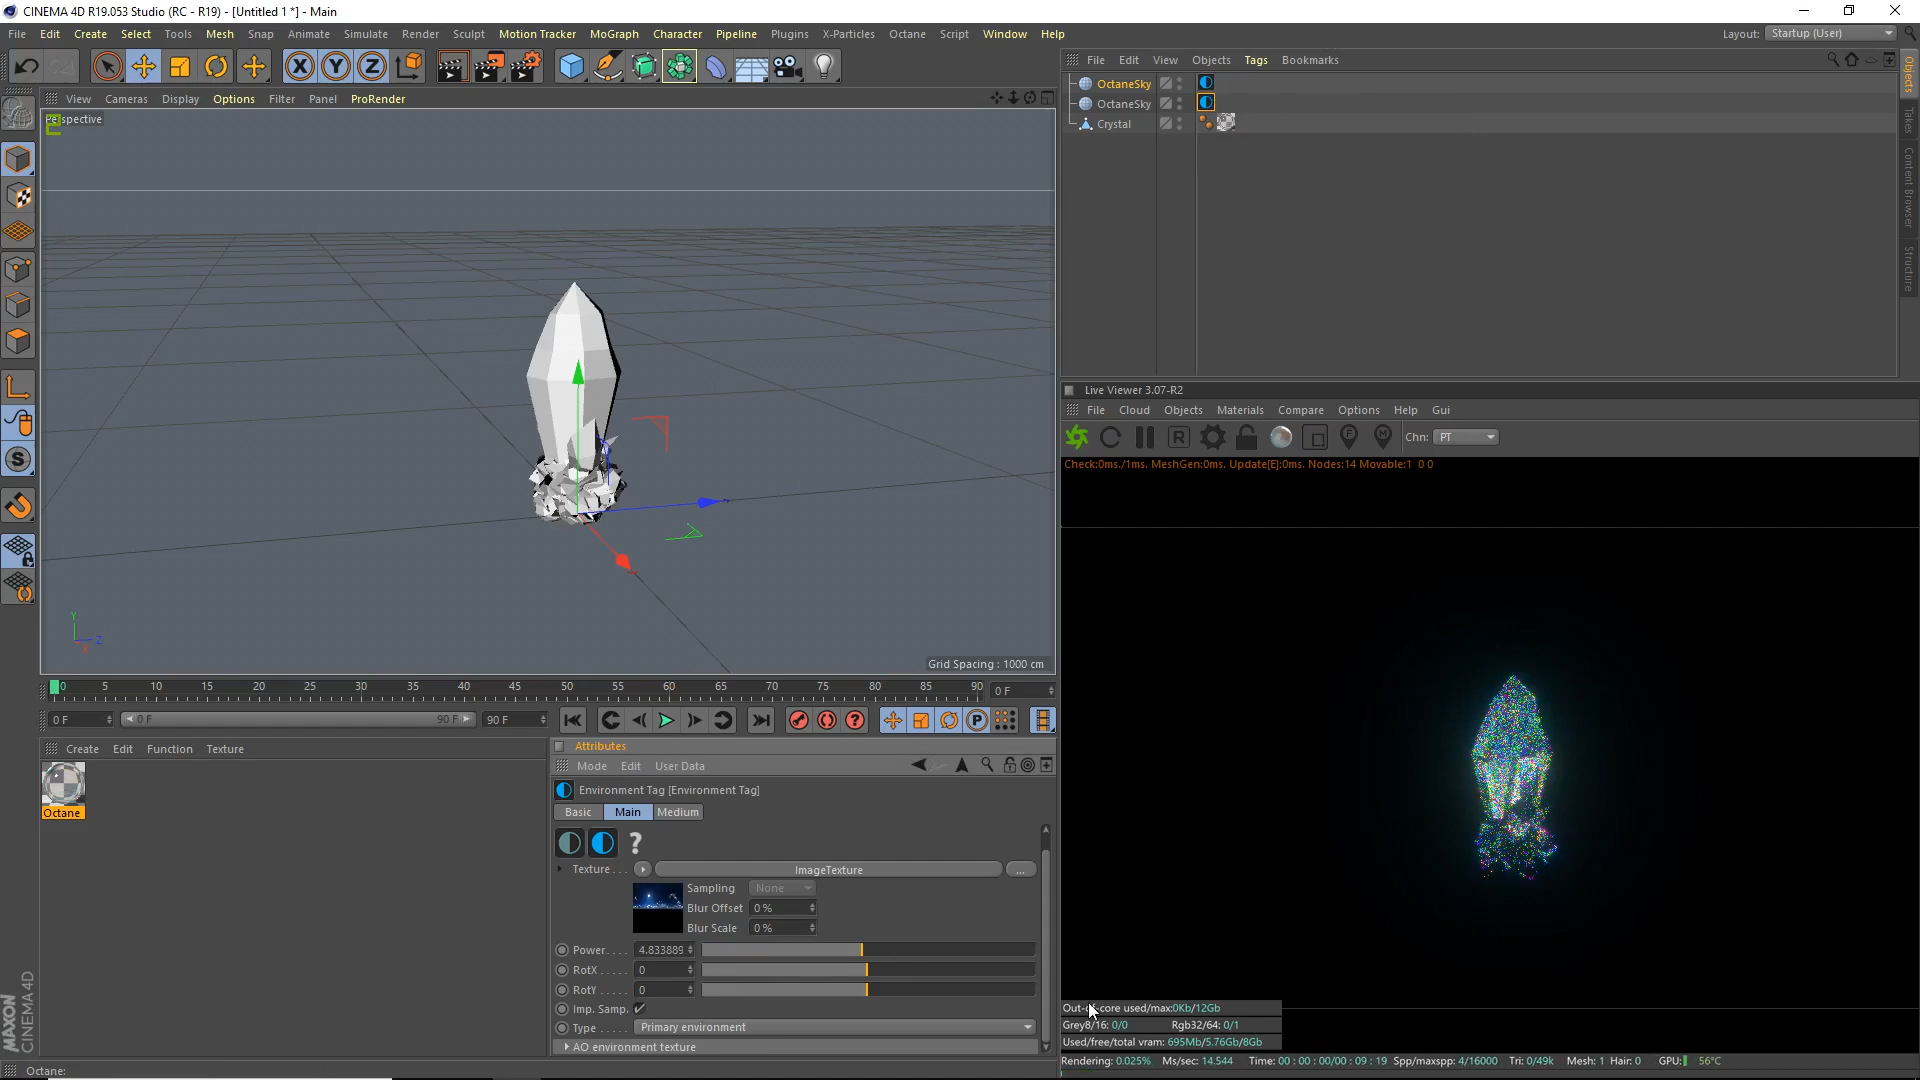 CINEMA 4D R19.053 Studio (RC - R19) - [Untitled 1 *] - Main
File Edit Create Select Tools Mesh Snap Animate Simulate Render Sculpt Motion Tracker MoGraph Character Pipeline Plugins X-Particles Octane Script Window Help
Layout: Startup (User)
X Y Z
File Edit View Objects Tags Bookmarks
OctaneSky
OctaneSky
Crystal
Objects
Takes
Content Browser
Structure
View Cameras Display Options Filter Panel ProRender
Perspective
Y
Z
X
Grid Spacing : 1000 cm
0 5 10 15 20 25 30 35 40 45 50 55 60 65 70 75 80 85 90 0 F
0 F 0 F 90 F 90 F
Create Edit Function Texture
Octane
MAXON
CINEMA 4D
Octane:
Attributes
Mode Edit User Data
Environment Tag [Environment Tag]
Basic Main Medium
Texture... ImageTexture ...
Sampling None
Blur Offset 0 %
Blur Scale 0 %
Power.... 4.833889
RotX..... 0
RotY..... 0
Imp. Samp.
Type..... Primary environment
AO environment texture
Live Viewer 3.07-R2
File Cloud Objects Materials Compare Options Help Gui
R F M Chn: PT
Check:0ms./1ms. MeshGen:0ms. Update[E]:0ms. Nodes:14 Movable:1 0 0
Out-of-core used/max:0Kb/12Gb
Grey8/16: 0/0 Rgb32/64: 0/1
Used/free/total vram: 695Mb/5.76Gb/8Gb
Rendering: 0.025% Ms/sec: 14.544 Time: 00 : 00 : 00/00 : 09 : 19 Spp/maxspp: 4/16000 Tri: 0/49k Mesh: 1 Hair: 0 GPU: 56°C